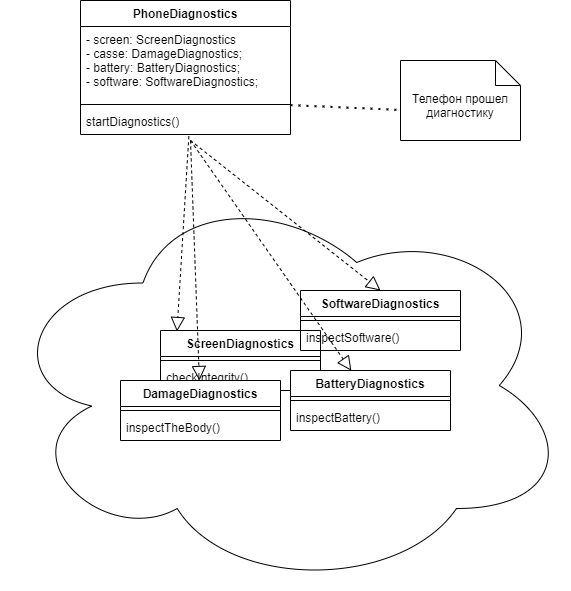 PhoneDiagnostics
- screen: ScreenDiagnostics
- casse: DamageDiagnostics;
- battery: BatteryDiagnostics;
- software: SoftwareDiagnostics;
startDiagnostics()
Телефон прошел
диагностику
SoftwareDiagnostics
inspectSoftware()
ScreenDiagnostics
checkIntegrity()
DamageDiagnostics
inspectTheBody()
BatteryDiagnostics
inspectBattery()